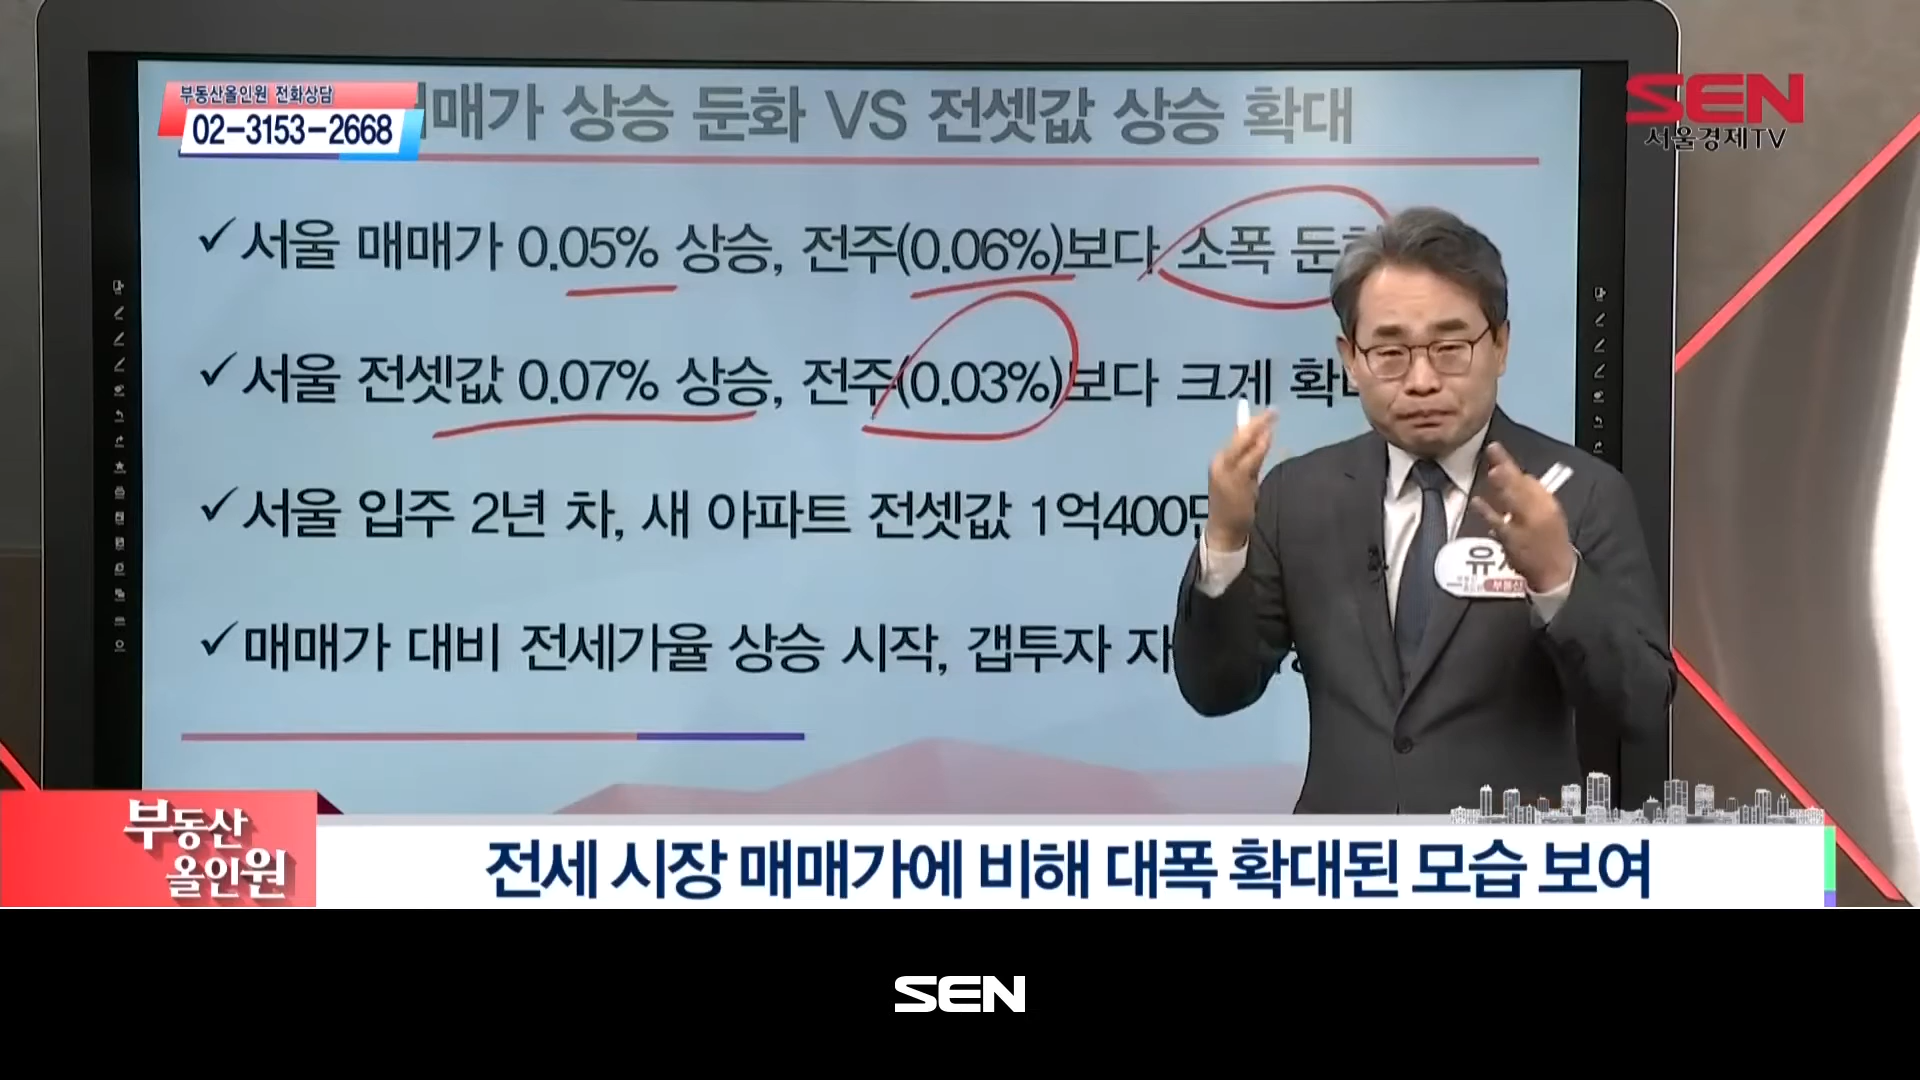 부동산올인원 전화상담
02-3153-2668
매가 상승 둔화 VS 전셋값 상승 확대
SEN
서울경제TV
✓서울 매매가 0.05% 상승, 전주(0.06%)보다 소폭
✓서울 전셋값 0.07% 상승, 전주(0.03%)보다 크게
✓서울 입주 2년 차, 새 아파트 전셋값 1억400만
✓매매가 대비 전세가율 상승 시작, 갭투자
부동산
올인원
전세 시장 매매가에 비해 대폭 확대된 모습 보여
SEN